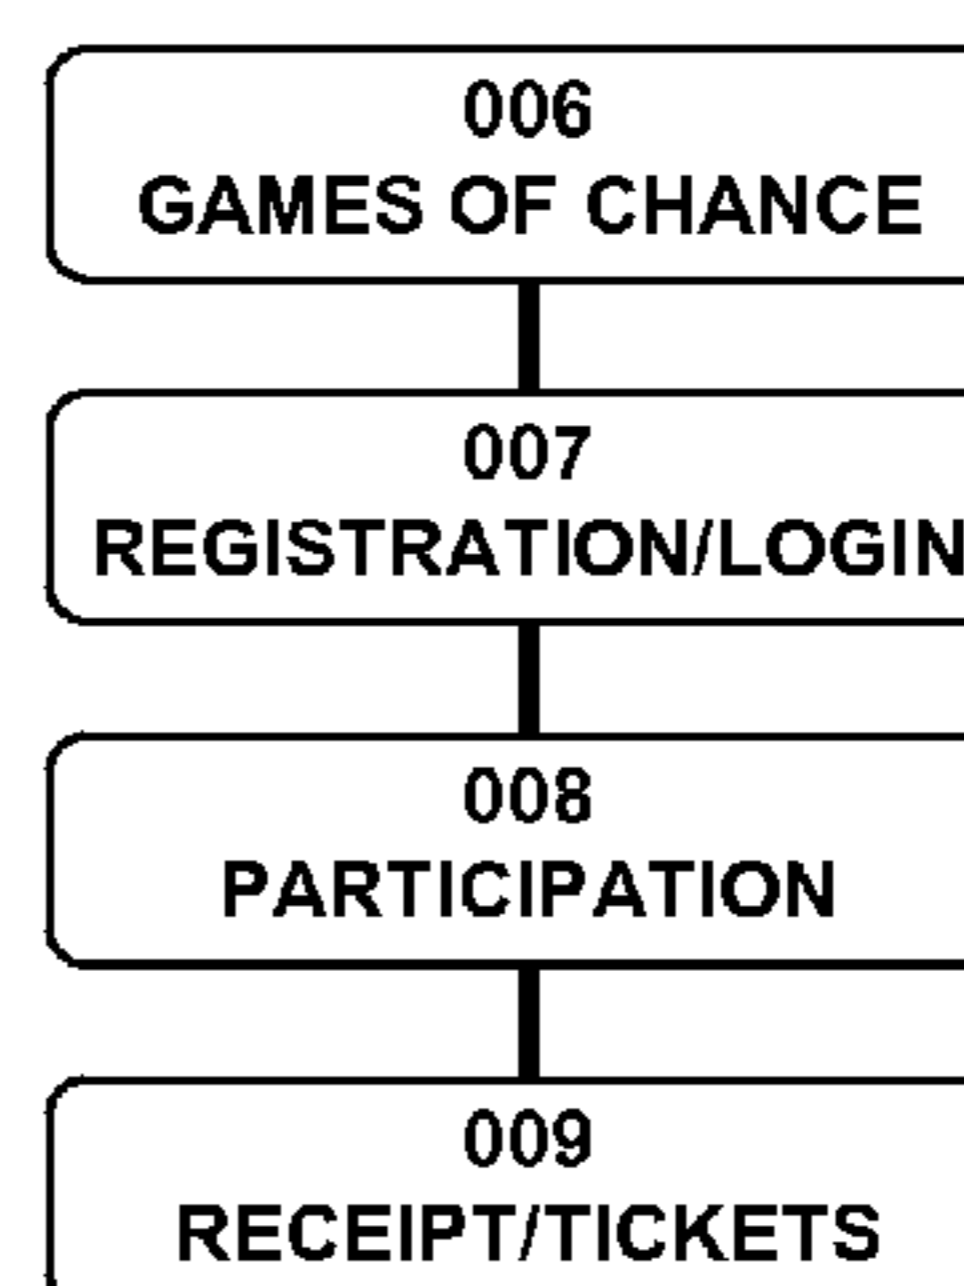 006
GAMES OF CHANCE
007
REGISTRATION/LOGIN
008
PARTICIPATION
009
RECEIPT/TICKETS